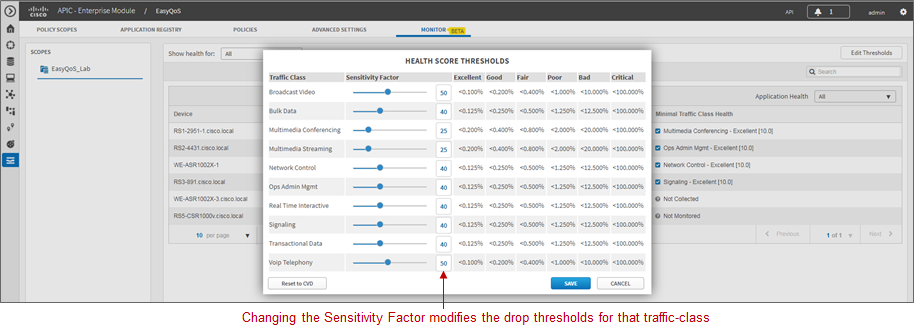 CISCO APIC - Enterprise Module / EasyQoS API 1 admin
POLICY SCOPES APPLICATION REGISTRY POLICIES ADVANCED SETTINGS MONITOR BETA
SCOPES
EasyQoS_Lab
Show health for: All
Edit Thresholds
Search
Application Health All
Device
Minimal Traffic Class Health
RS1-2951-1.cisco.local Multimedia Conferencing - Excellent [10.0]
RS2-4431.cisco.local Ops Admin Mgmt - Excellent [10.0]
WE-ASR1002X-1 Network Control - Excellent [10.0]
RS3-891.cisco.local Signaling - Excellent [10.0]
WE-ASR1002X-3.cisco.local Not Collected
RS5-CSR1000v.cisco.local Not Monitored
10 per page Previous 1 of 1 Next
HEALTH SCORE THRESHOLDS
Traffic Class Sensitivity Factor Excellent Good Fair Poor Bad Critical
Broadcast Video 50 <0.100% <0.200% <0.400% <1.000% <10.000% <100.000%
Bulk Data 40 <0.125% <0.250% <0.500% <1.250% <12.500% <100.000%
Multimedia Conferencing 25 <0.200% <0.400% <0.800% <2.000% <20.000% <100.000%
Multimedia Streaming 25 <0.200% <0.400% <0.800% <2.000% <20.000% <100.000%
Network Control 40 <0.125% <0.250% <0.500% <1.250% <12.500% <100.000%
Ops Admin Mgmt 40 <0.125% <0.250% <0.500% <1.250% <12.500% <100.000%
Real Time Interactive 40 <0.125% <0.250% <0.500% <1.250% <12.500% <100.000%
Signaling 40 <0.125% <0.250% <0.500% <1.250% <12.500% <100.000%
Transactional Data 40 <0.125% <0.250% <0.500% <1.250% <12.500% <100.000%
Voip Telephony 50 <0.100% <0.200% <0.400% <1.000% <10.000% <100.000%
Reset to CVD SAVE CANCEL
Changing the Sensitivity Factor modifies the drop thresholds for that traffic-class